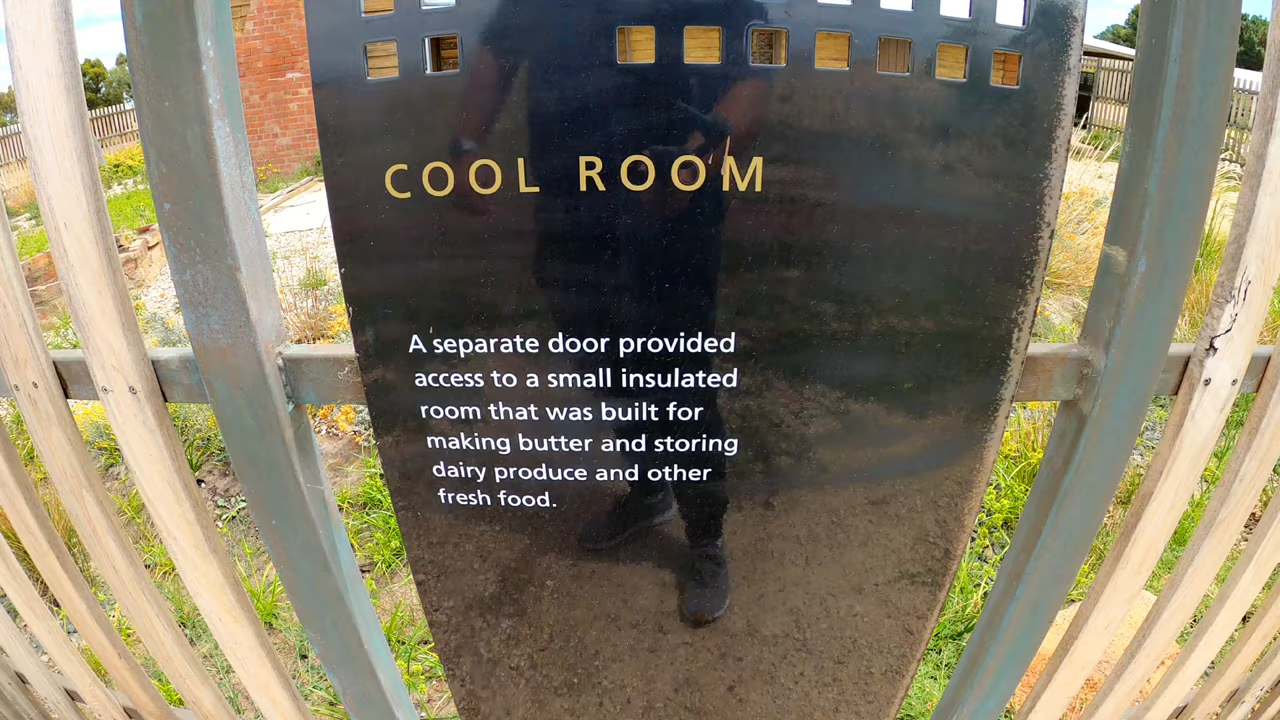 COOL ROOM
A separate door provided
access to a small insulated
room that was built for
making butter and storing
dairy produce and other
fresh food.